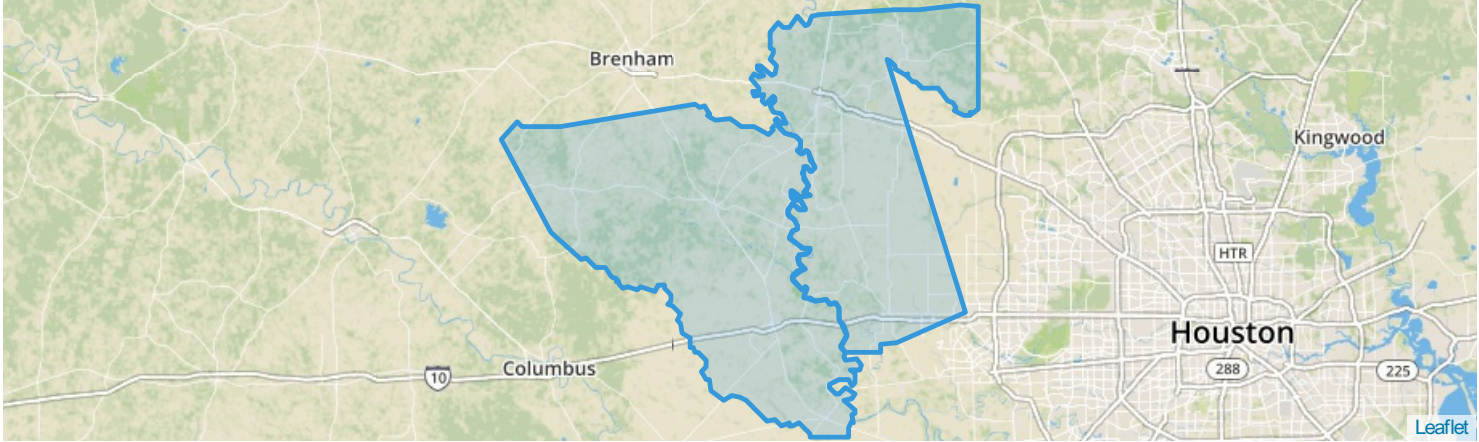 Brenham
Kingwood
HTR
Houston
Columbus
10
288
225
Leaflet